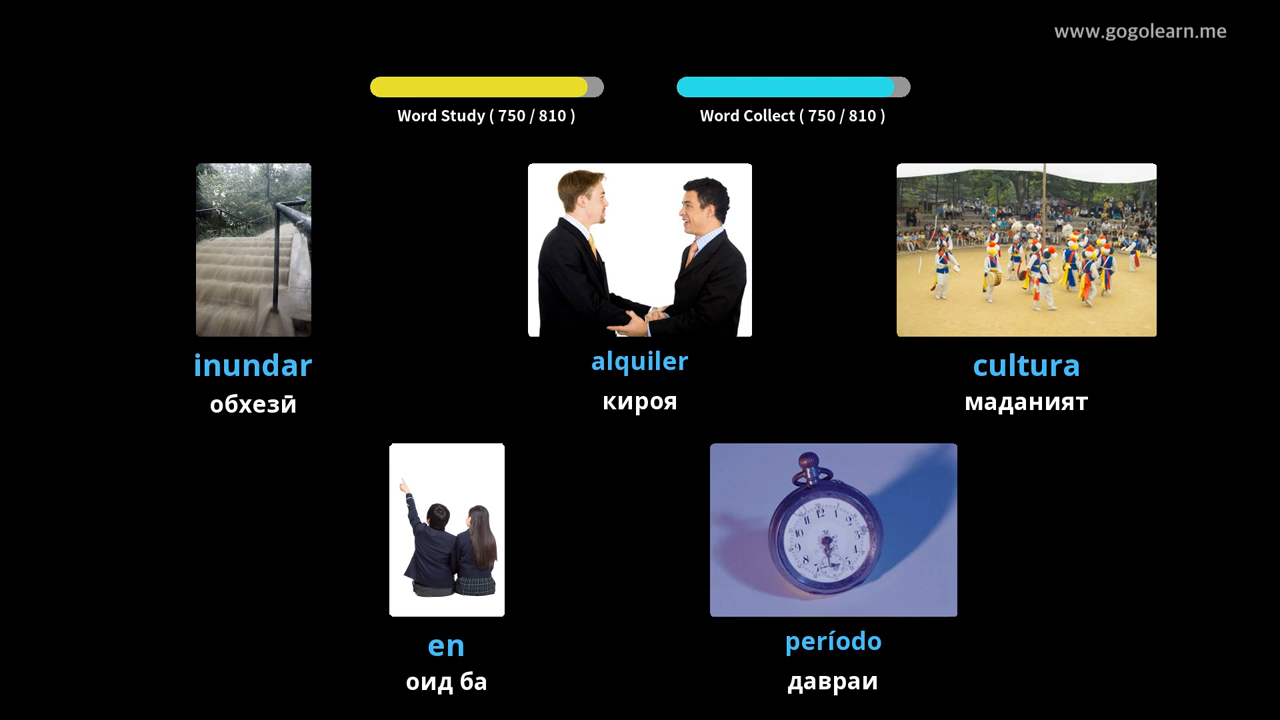 www.gogolearn.me
Word Study ( 750 / 810 )
Word Collect ( 750 / 810 )
inundar
обхезӣ
alquiler
кироя
cultura
маданият
en
оид ба
período
давраи